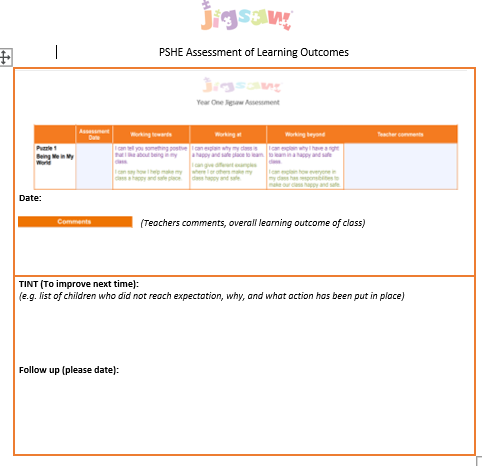 jigsaw
PSHE Assessment of Learning Outcomes
jigsaw
Year One Jigsaw Assessment
Assessment Date
Working towards
Working at
Working beyond
Teacher comments
Puzzle 1
Being Me in My
World
I can tell you something positive
that I like about being in my
class.
I can say how I help make my
class a happy and safe place.
I can explain why my class is
a happy and safe place to learn.
I can give different examples
where I or others make my
class happy and safe.
I can explain why I have a right
to learn in a happy and safe
class.
I can explain how everyone in
my class has responsibilities to
make our class happy and safe.
Date:
Comments
(Teachers comments, overall learning outcome of class)
TINT (To improve next time):
(e.g. list of children who did not reach expectation, why, and what action has been put in place)
Follow up (please date):